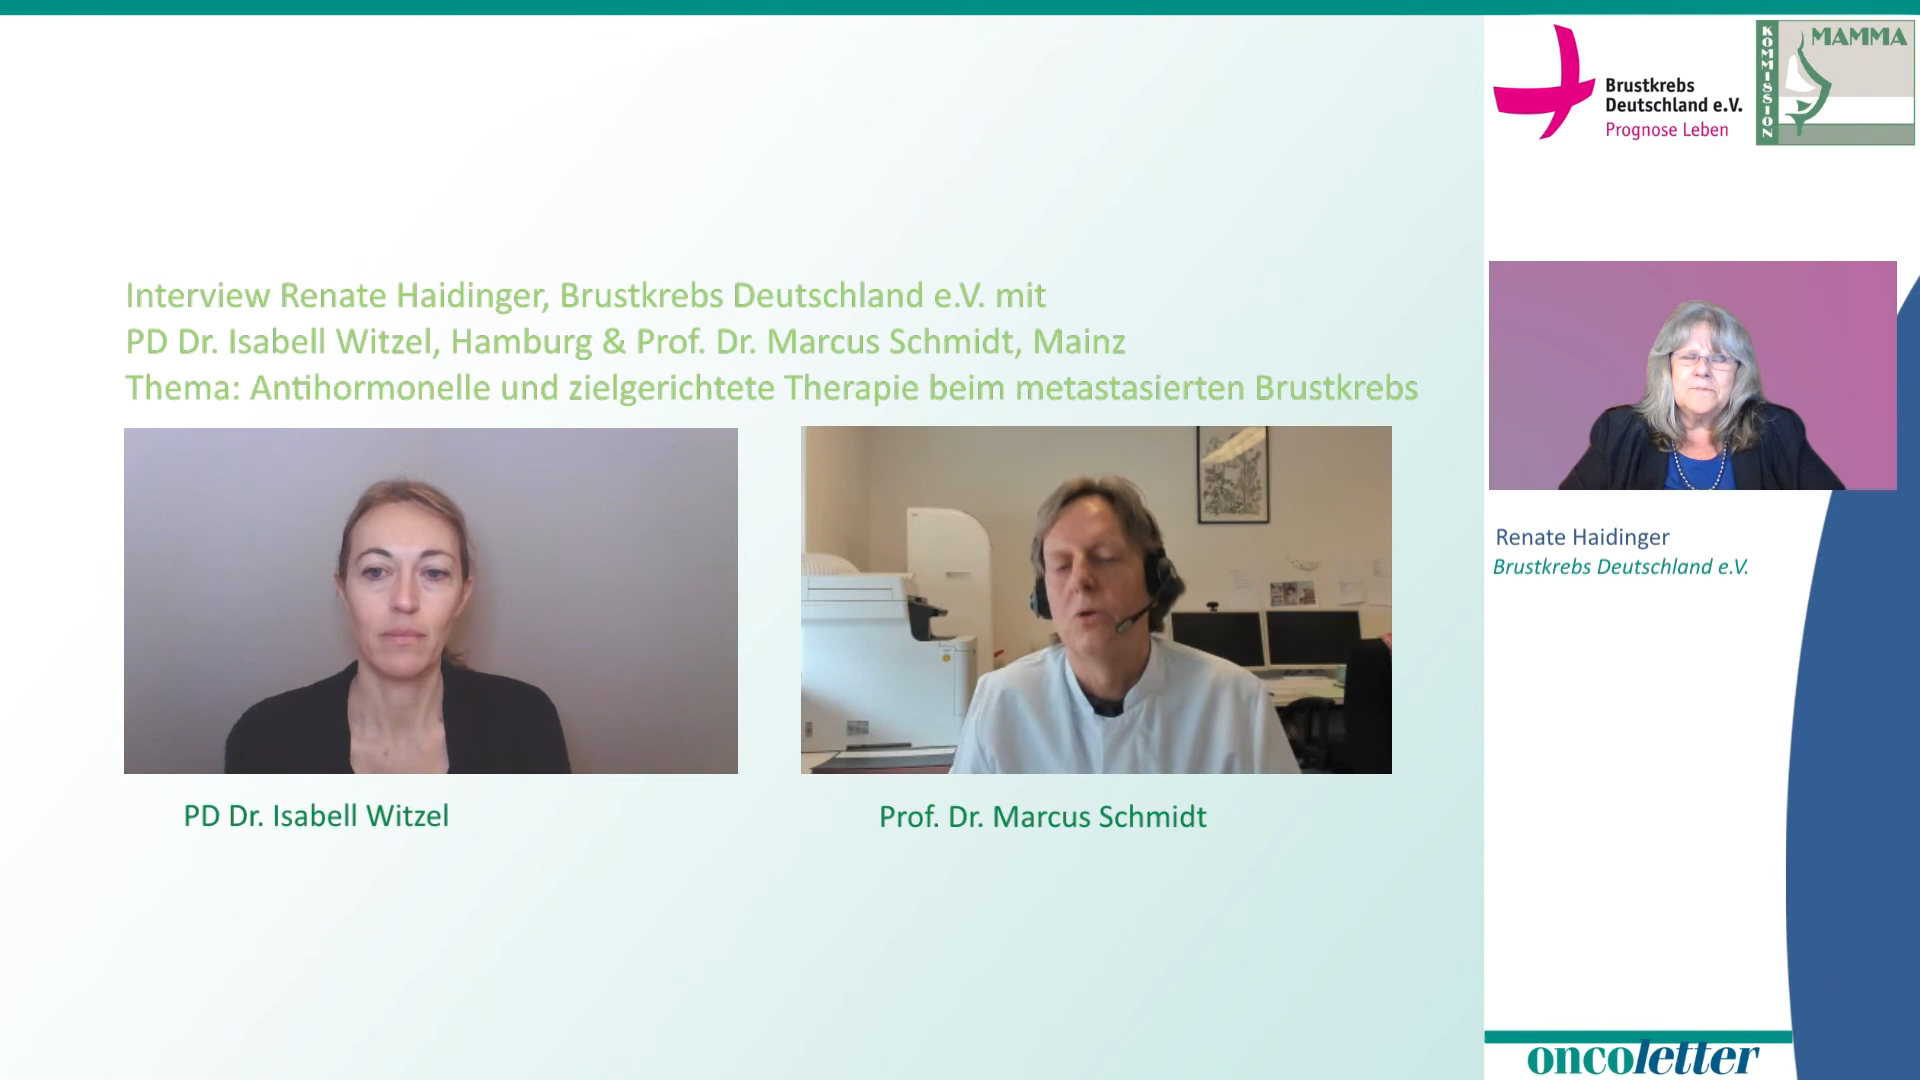 Interview Renate Haidinger, Brustkrebs Deutschland e.V. mit
PD Dr. Isabell Witzel, Hamburg & Prof. Dr. Marcus Schmidt, Mainz
Thema: Antihormonelle und zielgerichtete Therapie beim metastasierten Brustkrebs
PD Dr. Isabell Witzel
Prof. Dr. Marcus Schmidt
Brustkrebs
Deutschland e.V.
Prognose Leben
KOMMISSION
MAMMA
Renate Haidinger
Brustkrebs Deutschland e.V.
oncoletter